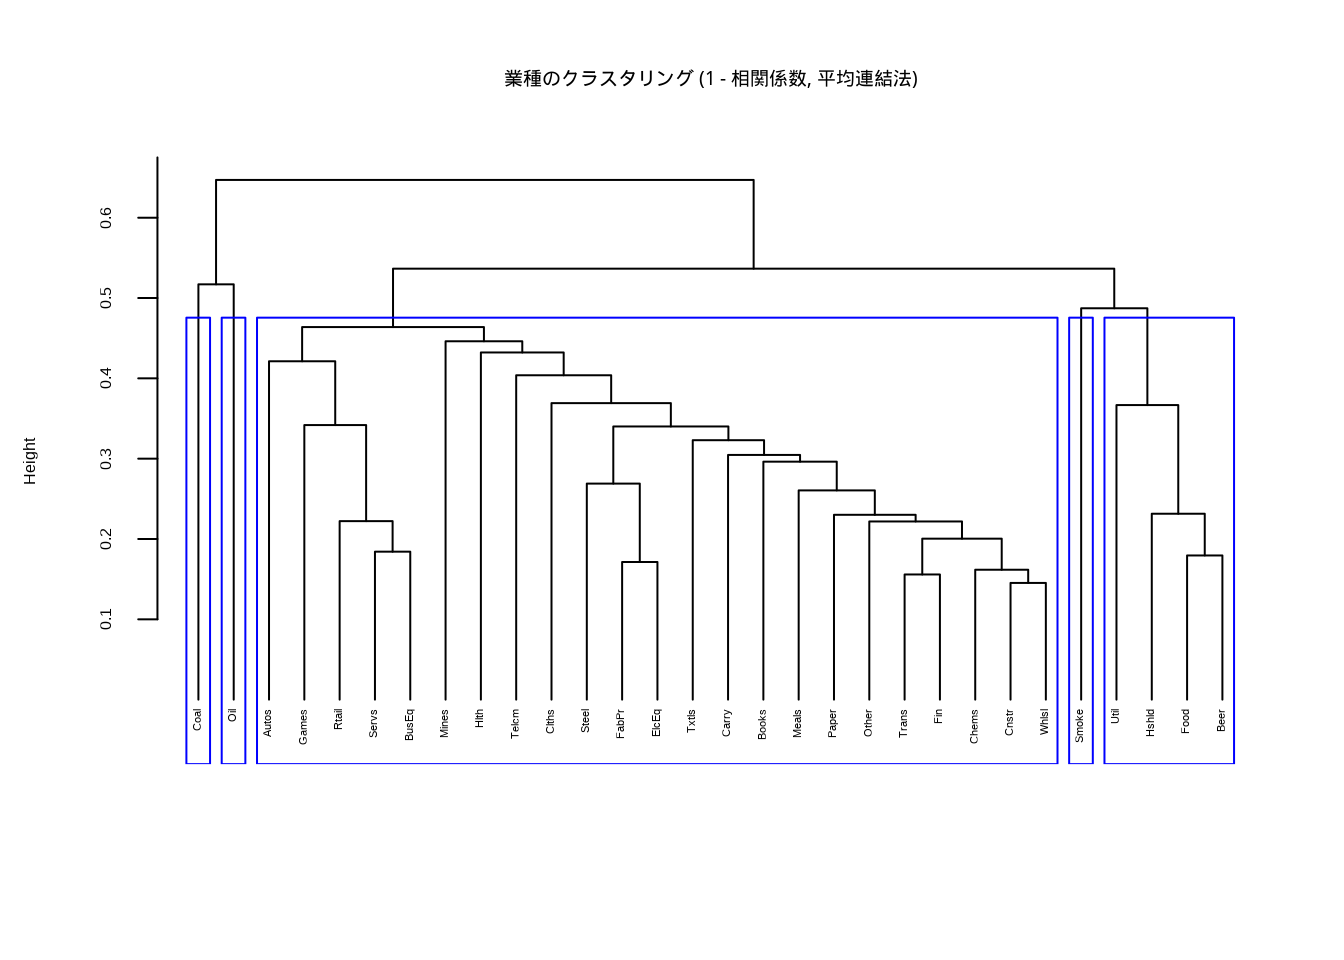 業種のクラスタリング (1 - 相関係数, 平均連結法)
Height
0.6
0.5
0.4
0.3
0.2
0.1
Coal
Oil
Autos
Games
Rtail
Servs
BusEq
Mines
Hlth
Telcm
Clths
Steel
FabPr
ElcEq
Txtls
Carry
Books
Meals
Paper
Other
Trans
Fin
Chems
Cnstr
Whlsl
Smoke
Util
Hshld
Food
Beer